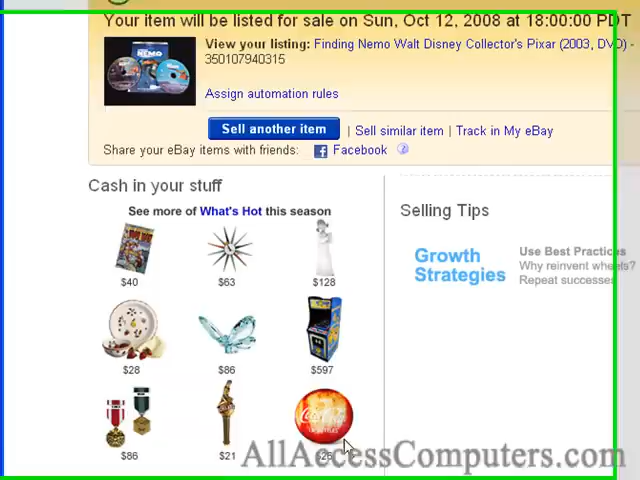 Your item will be listed for sale on Sun, Oct 12, 2008 at 18:00:00 PDT
View your listing: Finding Nemo Walt Disney Collector's Pixar (2003, DVD) -
350107940315
NEMO
Assign automation rules
Sell another item | Sell similar item | Track in My eBay
Share your eBay items with friends: Facebook
Cash in your stuff
See more of What's Hot this season
$40 $63 $128
$28 $86 $597
$86 $21
Selling Tips
Growth Strategies
Use Best Practices
Why reinvent wheels?
Repeat successes
AllAccessComputers.com